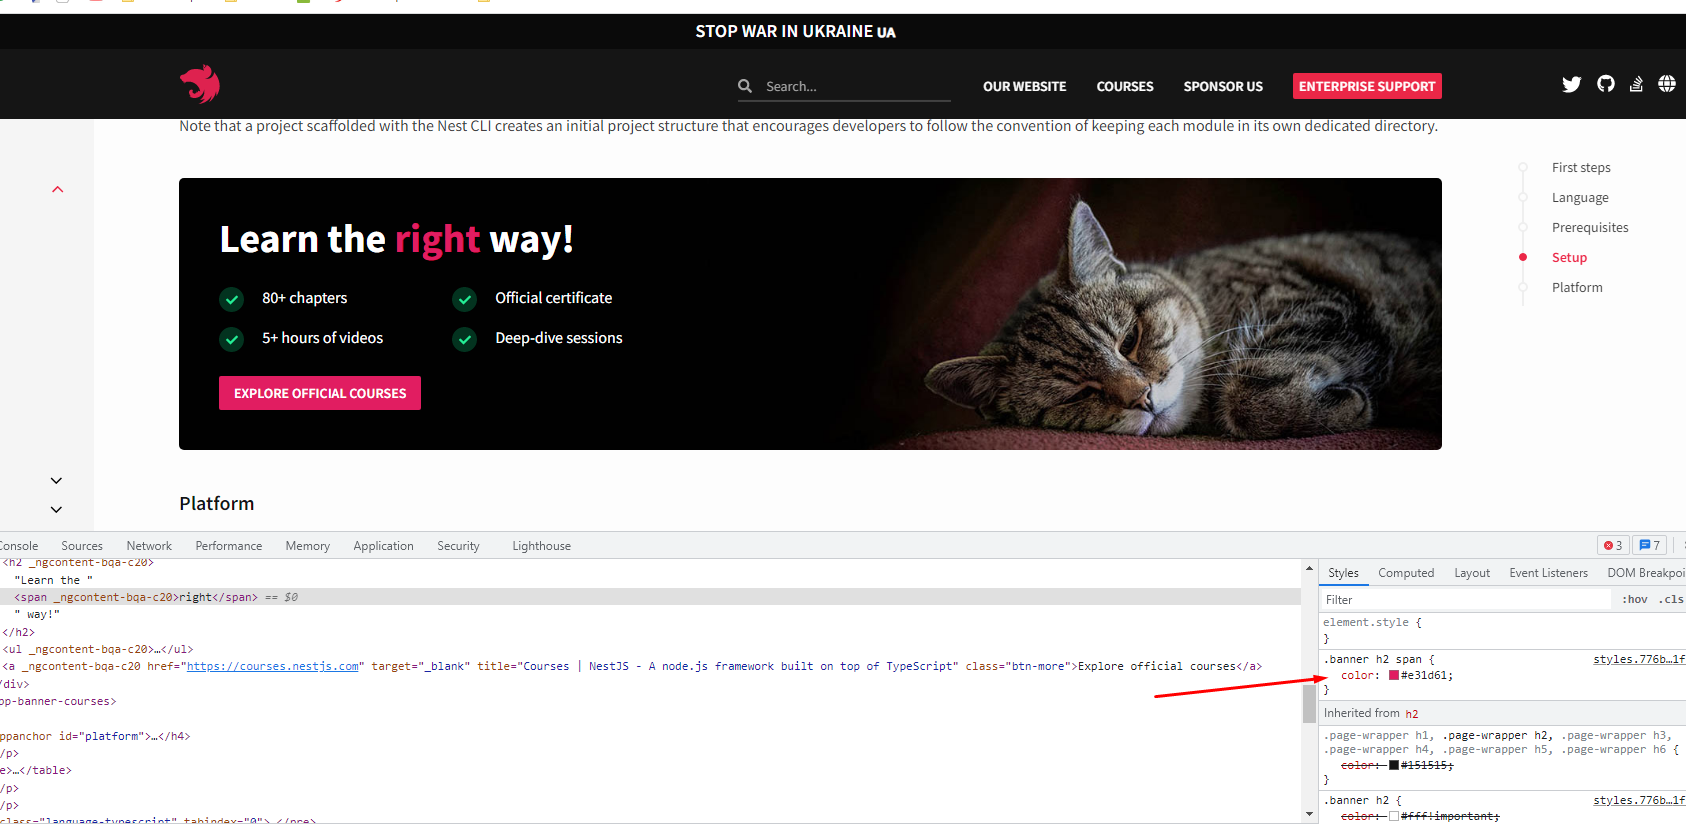 STOP WAR IN UKRAINE UA
Search...
OUR WEBSITE
COURSES
SPONSOR US
ENTERPRISE SUPPORT
Note that a project scaffolded with the Nest CLI creates an initial project structure that encourages developers to follow the convention of keeping each module in its own dedicated directory.
First steps
Language
Prerequisites
Setup
Platform
Learn the right way!
80+ chapters
Official certificate
5+ hours of videos
Deep-dive sessions
EXPLORE OFFICIAL COURSES
Platform
Console Sources Network Performance Memory Application Security Lighthouse
3 7
<h2 _ngcontent-bqa-c20>
"Learn the "
<span _ngcontent-bqa-c20>right</span> == $0
" way!"
</h2>
<ul _ngcontent-bqa-c20>…</ul>
<a _ngcontent-bqa-c20 href="https://courses.nestjs.com" target="_blank" title="Courses | NestJS - A node.js framework built on top of TypeScript" class="btn-more">Explore official courses</a>
/div>
op-banner-courses>
ppanchor id="platform">…</h4>
/p>
e>…</table>
/p>
/p>
class="language-typescript" tabindex="0"> </pre>
Styles Computed Layout Event Listeners DOM Breakpoi
Filter
:hov .cls
element.style {
}
.banner h2 span {
styles.776b…1f
color: #e31d61;
}
Inherited from h2
.page-wrapper h1, .page-wrapper h2, .page-wrapper h3,
.page-wrapper h4, .page-wrapper h5, .page-wrapper h6 {
color: #151515;
}
.banner h2 {
styles.776b…1f
color: #fff!important;